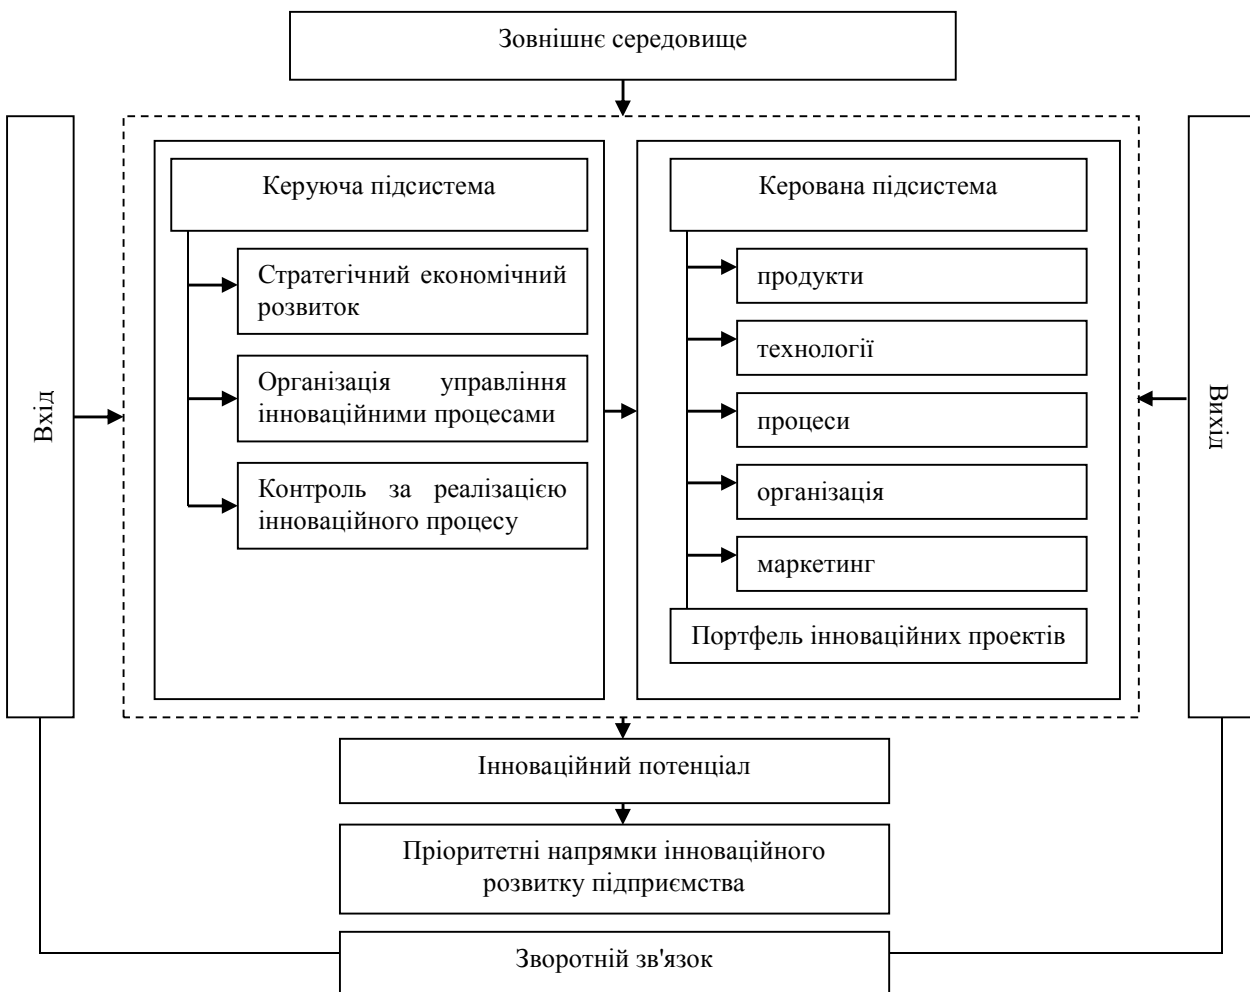 Зовнішнє середовище
Вхід
Керуюча підсистема
Стратегічний економічний
розвиток
Організація управління
інноваційними процесами
Контроль за реалізацією
інноваційного процесу
Керована підсистема
продукти
технології
процеси
організація
маркетинг
Портфель інноваційних проектів
Вихід
Інноваційний потенціал
Пріоритетні напрямки інноваційного
розвитку підприємства
Зворотній зв'язок